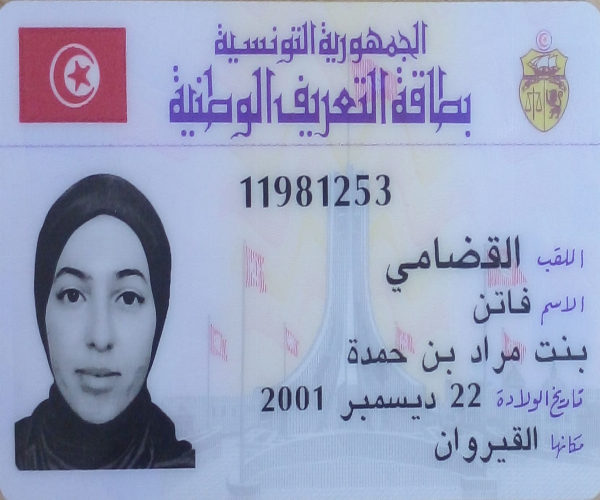 الجمهورية التونسية
بطاقة التعريف الوطنية
11981253
اللقب القضامي
الاسم فاتن
بنت مراد بن حمدة
تاريخ الولادة 22 ديسمبر 2001
مكانها القيروان